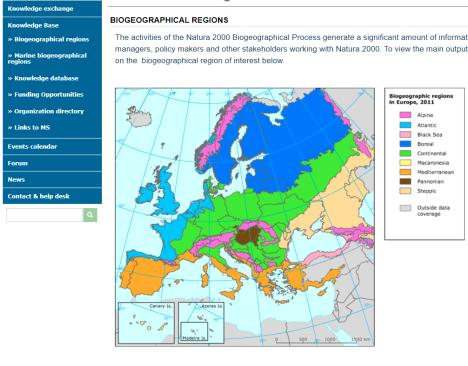 Knowledge exchange
Knowledge Base
» Biogeographical regions
» Marine biogeographical
regions
» Knowledge database
» Funding Opportunities
» Organization directory
» Links to MS
Events calendar
Forum
News
Contact & help desk
BIOGEOGRAPHICAL REGIONS
The activities of the Natura 2000 Biogeographical Process generate a significant amount of informat
managers, policy makers and other stakeholders working with Natura 2000. To view the main output
on the biogeographical region of interest below.
Biogeographic regions
in Europe, 2011
Alpine
Atlantic
Black Sea
Boreal
Continental
Macaronesia
Mediterranean
Pannonian
Steppic
Outside data
coverage
Canary Is.
Azores Is.
Madeira Is.
0 500 1000 1500 km